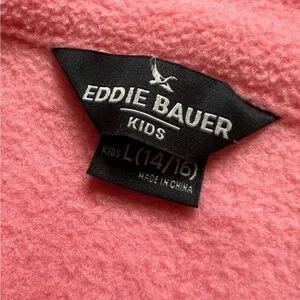 EDDIE BAUER
KIDS
KIDS L(14/16)
MADE IN CHINA